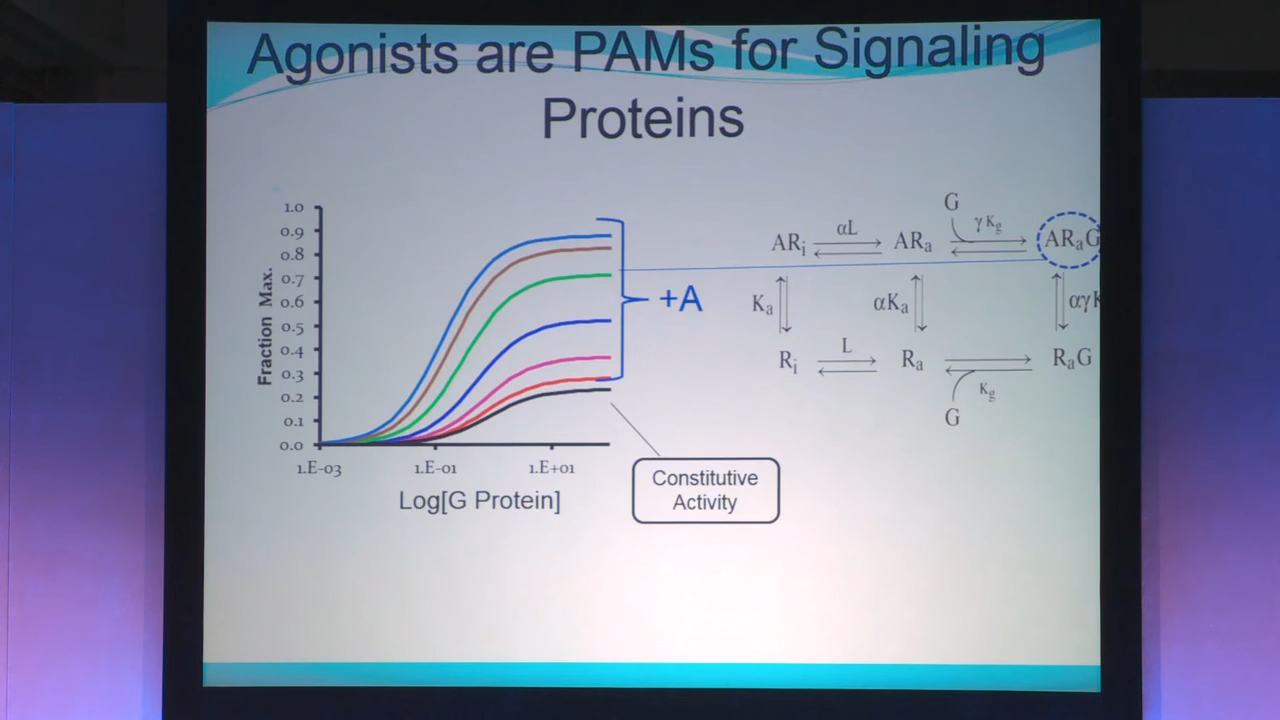 Agonists are PAMs for Signaling
Proteins
Fraction Max.
1.0
0.9
0.8
0.7
0.6
0.5
0.4
0.3
0.2
0.1
0.0
1.E-03 1.E-01 1.E+01
Log[G Protein]
+A
Constitutive
Activity
G
αL γKg
ARi ARa ARaG
Ka αKa αγK
L
Ri Ra RaG
Kg
G